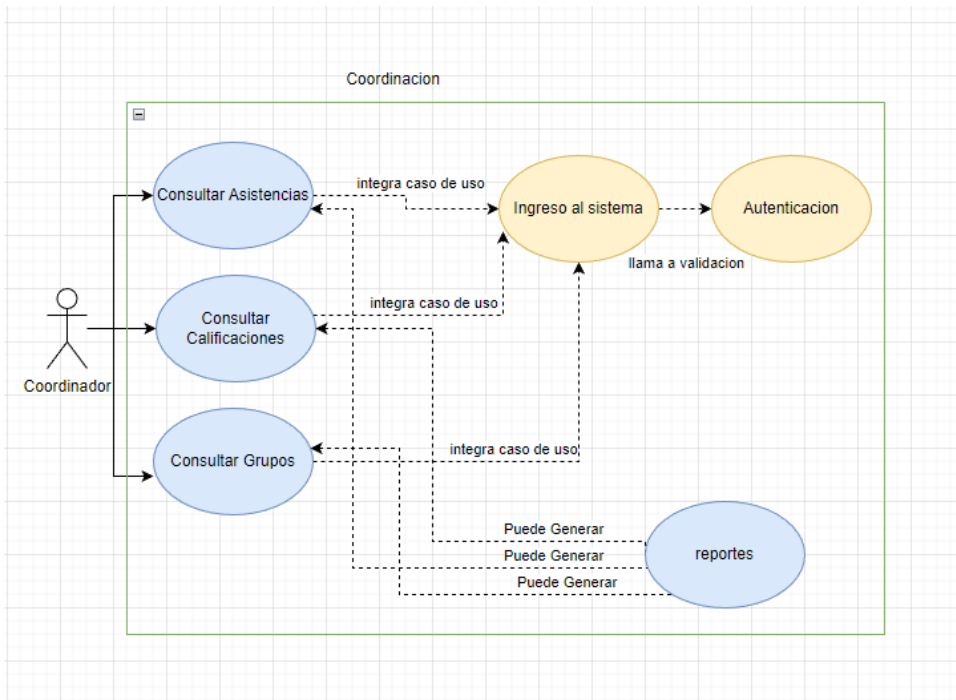 Coordinacion
Consultar Asistencias
integra caso de uso
Ingreso al sistema
Autenticacion
llama a validacion
Consultar
Calificaciones
integra caso de uso
Coordinador
Consultar Grupos
integra caso de uso
Puede Generar
Puede Generar
Puede Generar
reportes